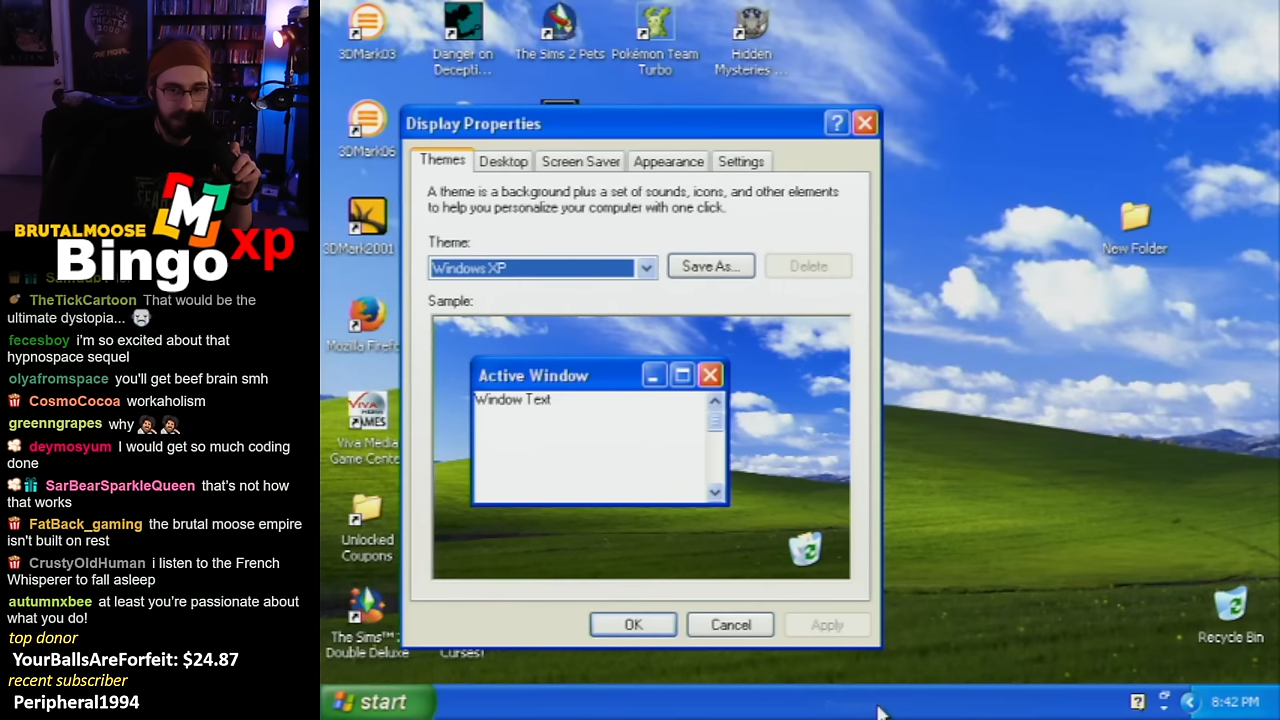 BRUTALMOOSE
M
Bingo xp
TheTickCartoon That would be the
ultimate dystopia...
fecesboy i'm so excited about that
hypnospace sequel
olyafromspace you'll get beef brain smh
CosmoCocoa workaholism
greenngrapes why
deymosyum I would get so much coding
done
SarBearSparkleQueen that's not how
that works
FatBack_gaming the brutal moose empire
isn't built on rest
CrustyOldHuman i listen to the French
Whisperer to fall asleep
autumnxbee at least you're passionate about
what you do!
top donor
YourBallsAreForfeit: $24.87
recent subscriber
Peripheral1994
3DMark03
Danger on
Decepti...
The Sims 2 Pets
Pokémon Team
Turbo
Hidden
Mysteries ...
3DMark06
3DMark2001
Mozilla Firef
VIVA
MEDIA
GAMES
Viva Media
Game Cente
Unlocked
Coupons
The Sims™
Double Deluxe
Curses!
Display Properties
?
Themes
Desktop
Screen Saver
Appearance
Settings
A theme is a background plus a set of sounds, icons, and other elements
to help you personalize your computer with one click.
Theme:
Windows XP
Save As...
Delete
Sample:
Active Window
Window Text
OK
Cancel
Apply
New Folder
Recycle Bin
start
?
8:42 PM